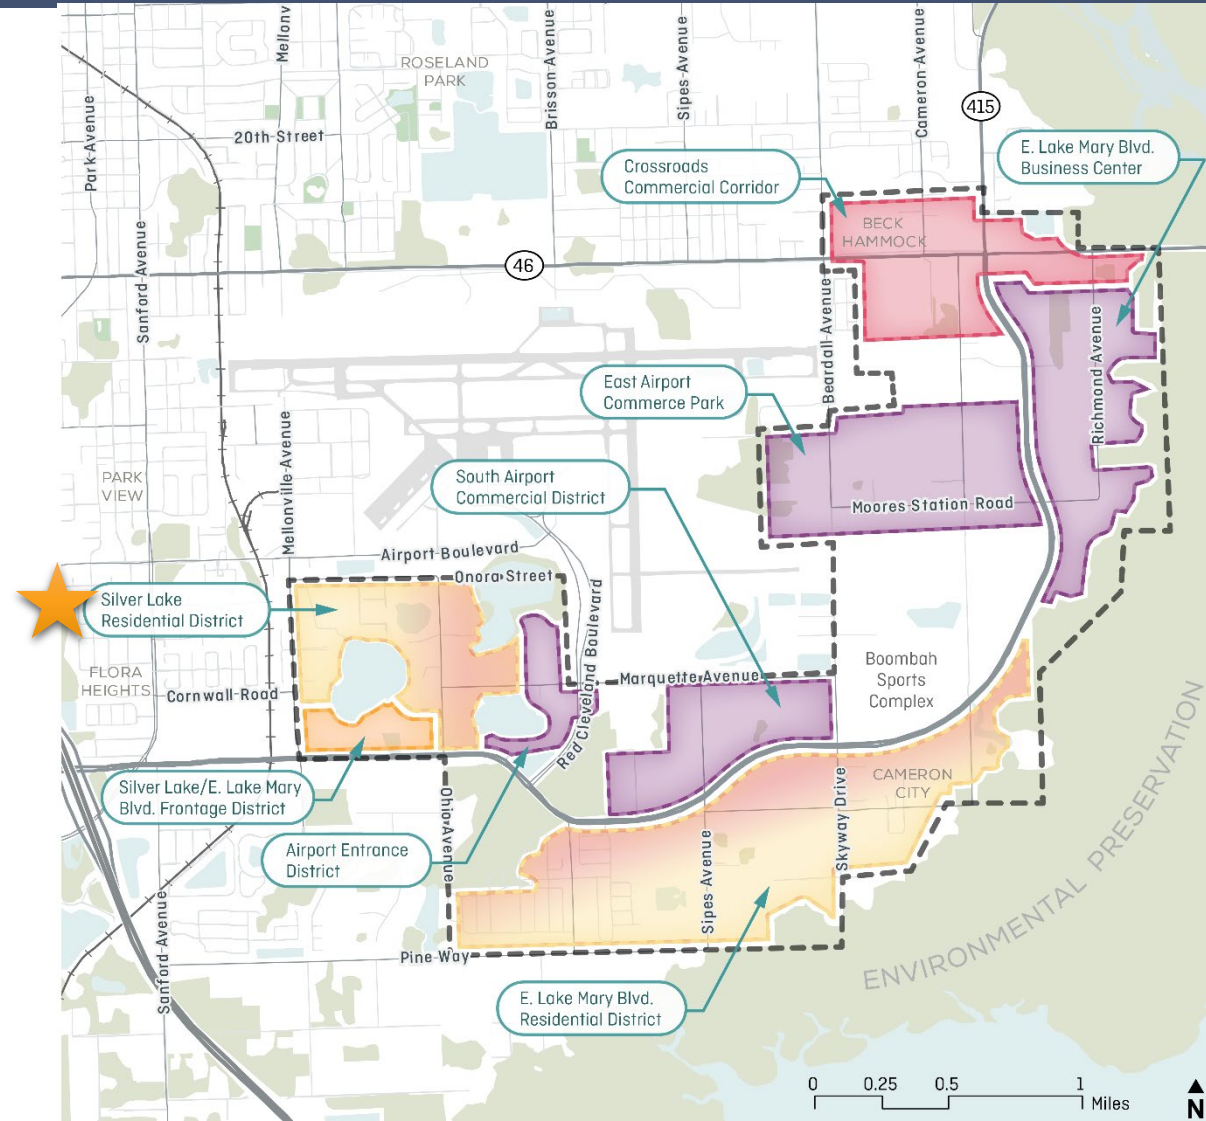 Mellonv
Brisson Avenue
Sipes Avenue
Cameron Avenue
ROSELAND
PARK
Park Avenue
20th Street
415
E. Lake Mary Blvd.
Business Center
Crossroads
Commercial Corridor
BECK
HAMMOCK
Sanford Avenue
46
Beardall Avenue
Richmond Avenue
East Airport
Commerce Park
Mellonville Avenue
PARK
VIEW
South Airport
Commercial District
Moores Station Road
Airport Boulevard
Onora Street
Silver Lake
Residential District
Red Cleveland Boulevard
FLORA
HEIGHTS
Cornwall Road
Marquette Avenue
Boombah
Sports
Complex
Silver Lake/E. Lake Mary
Blvd. Frontage District
CAMERON
CITY
Skyway Drive
Ohio Avenue
Airport Entrance
District
Sipes Avenue
Sanford Avenue
Pine Way
ENVIRONMENTAL PRESERVATION
E. Lake Mary Blvd.
Residential District
0 0.25 0.5 1
Miles
N